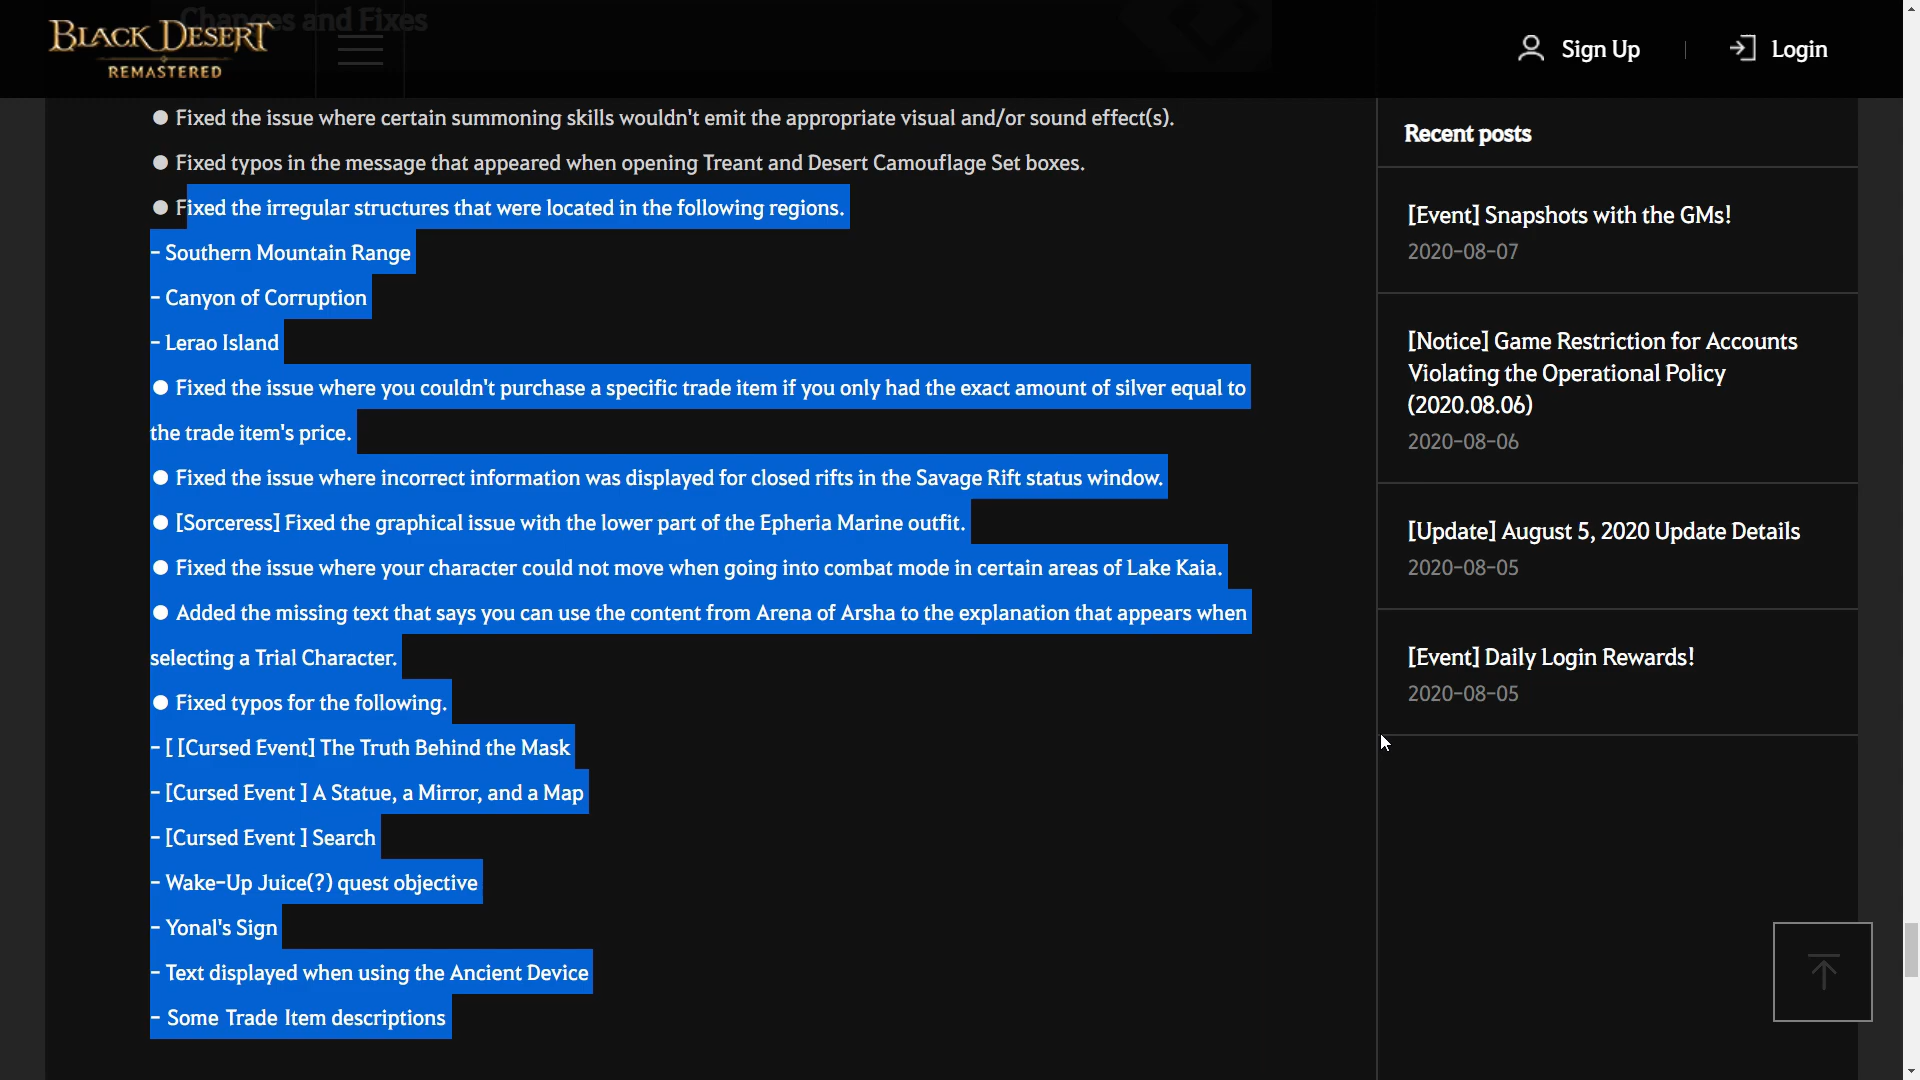 Changes and Fixes
BLACK DESERT
REMASTERED
Sign Up
Login
● Fixed the issue where certain summoning skills wouldn't emit the appropriate visual and/or sound effect(s).
● Fixed typos in the message that appeared when opening Treant and Desert Camouflage Set boxes.
● Fixed the irregular structures that were located in the following regions.
- Southern Mountain Range
- Canyon of Corruption
- Lerao Island
● Fixed the issue where you couldn't purchase a specific trade item if you only had the exact amount of silver equal to
the trade item's price.
● Fixed the issue where incorrect information was displayed for closed rifts in the Savage Rift status window.
● [Sorceress] Fixed the graphical issue with the lower part of the Epheria Marine outfit.
● Fixed the issue where your character could not move when going into combat mode in certain areas of Lake Kaia.
● Added the missing text that says you can use the content from Arena of Arsha to the explanation that appears when
selecting a Trial Character.
● Fixed typos for the following.
- [ [Cursed Event] The Truth Behind the Mask
- [Cursed Event ] A Statue, a Mirror, and a Map
- [Cursed Event ] Search
- Wake-Up Juice(?) quest objective
- Yonal's Sign
- Text displayed when using the Ancient Device
- Some Trade Item descriptions
Recent posts
[Event] Snapshots with the GMs!
2020-08-07
[Notice] Game Restriction for Accounts
Violating the Operational Policy
(2020.08.06)
2020-08-06
[Update] August 5, 2020 Update Details
2020-08-05
[Event] Daily Login Rewards!
2020-08-05